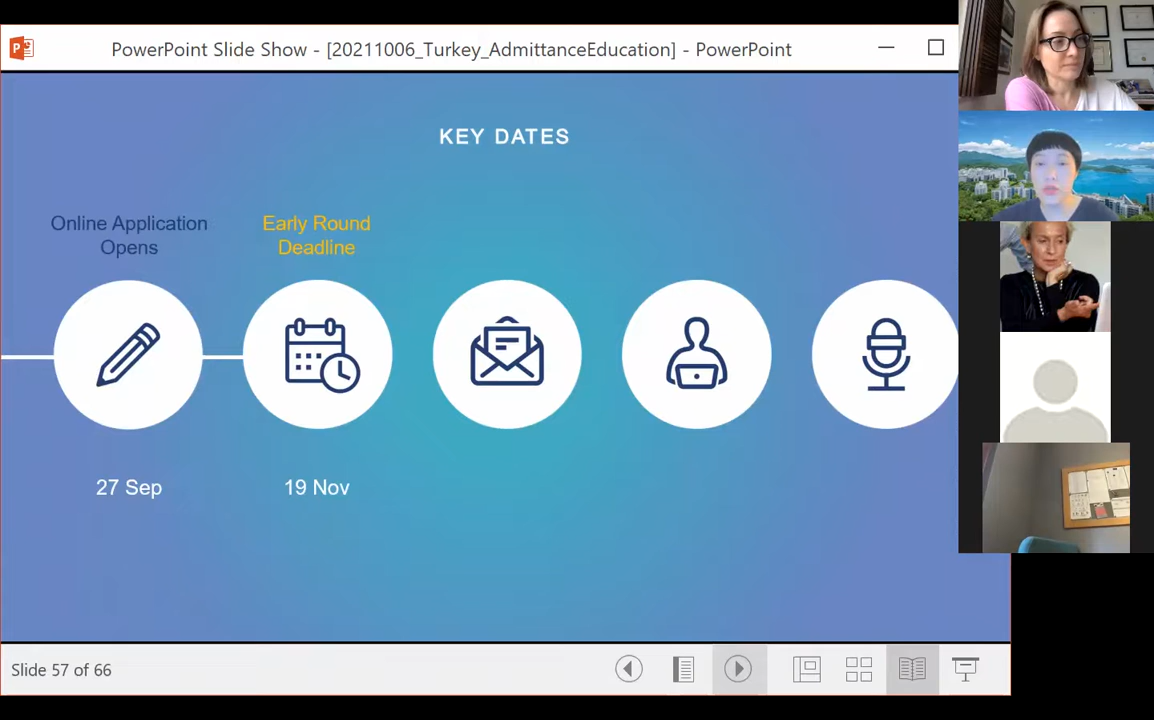 PowerPoint Slide Show - [20211006_Turkey_AdmittanceEducation] - PowerPoint
KEY DATES
Online Application
Opens
Early Round
Deadline
27 Sep
19 Nov
Slide 57 of 66